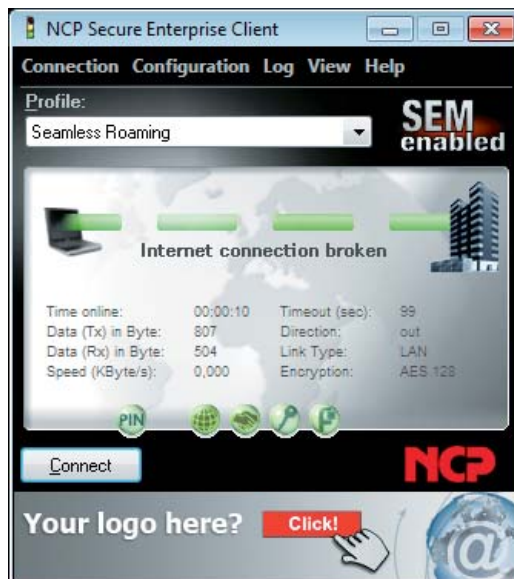 NCP Secure Enterprise Client
Connection Configuration Log View Help
Profile:
Seamless Roaming
SEM
enabled
Internet connection broken
Time online: 00:00:10 Timeout (sec): 99
Data (Tx) in Byte: 807 Direction: out
Data (Rx) in Byte: 504 Link Type: LAN
Speed (KByte/s): 0,000 Encryption: AES 128
PIN
Connect
NCP
Your logo here? Click!
@